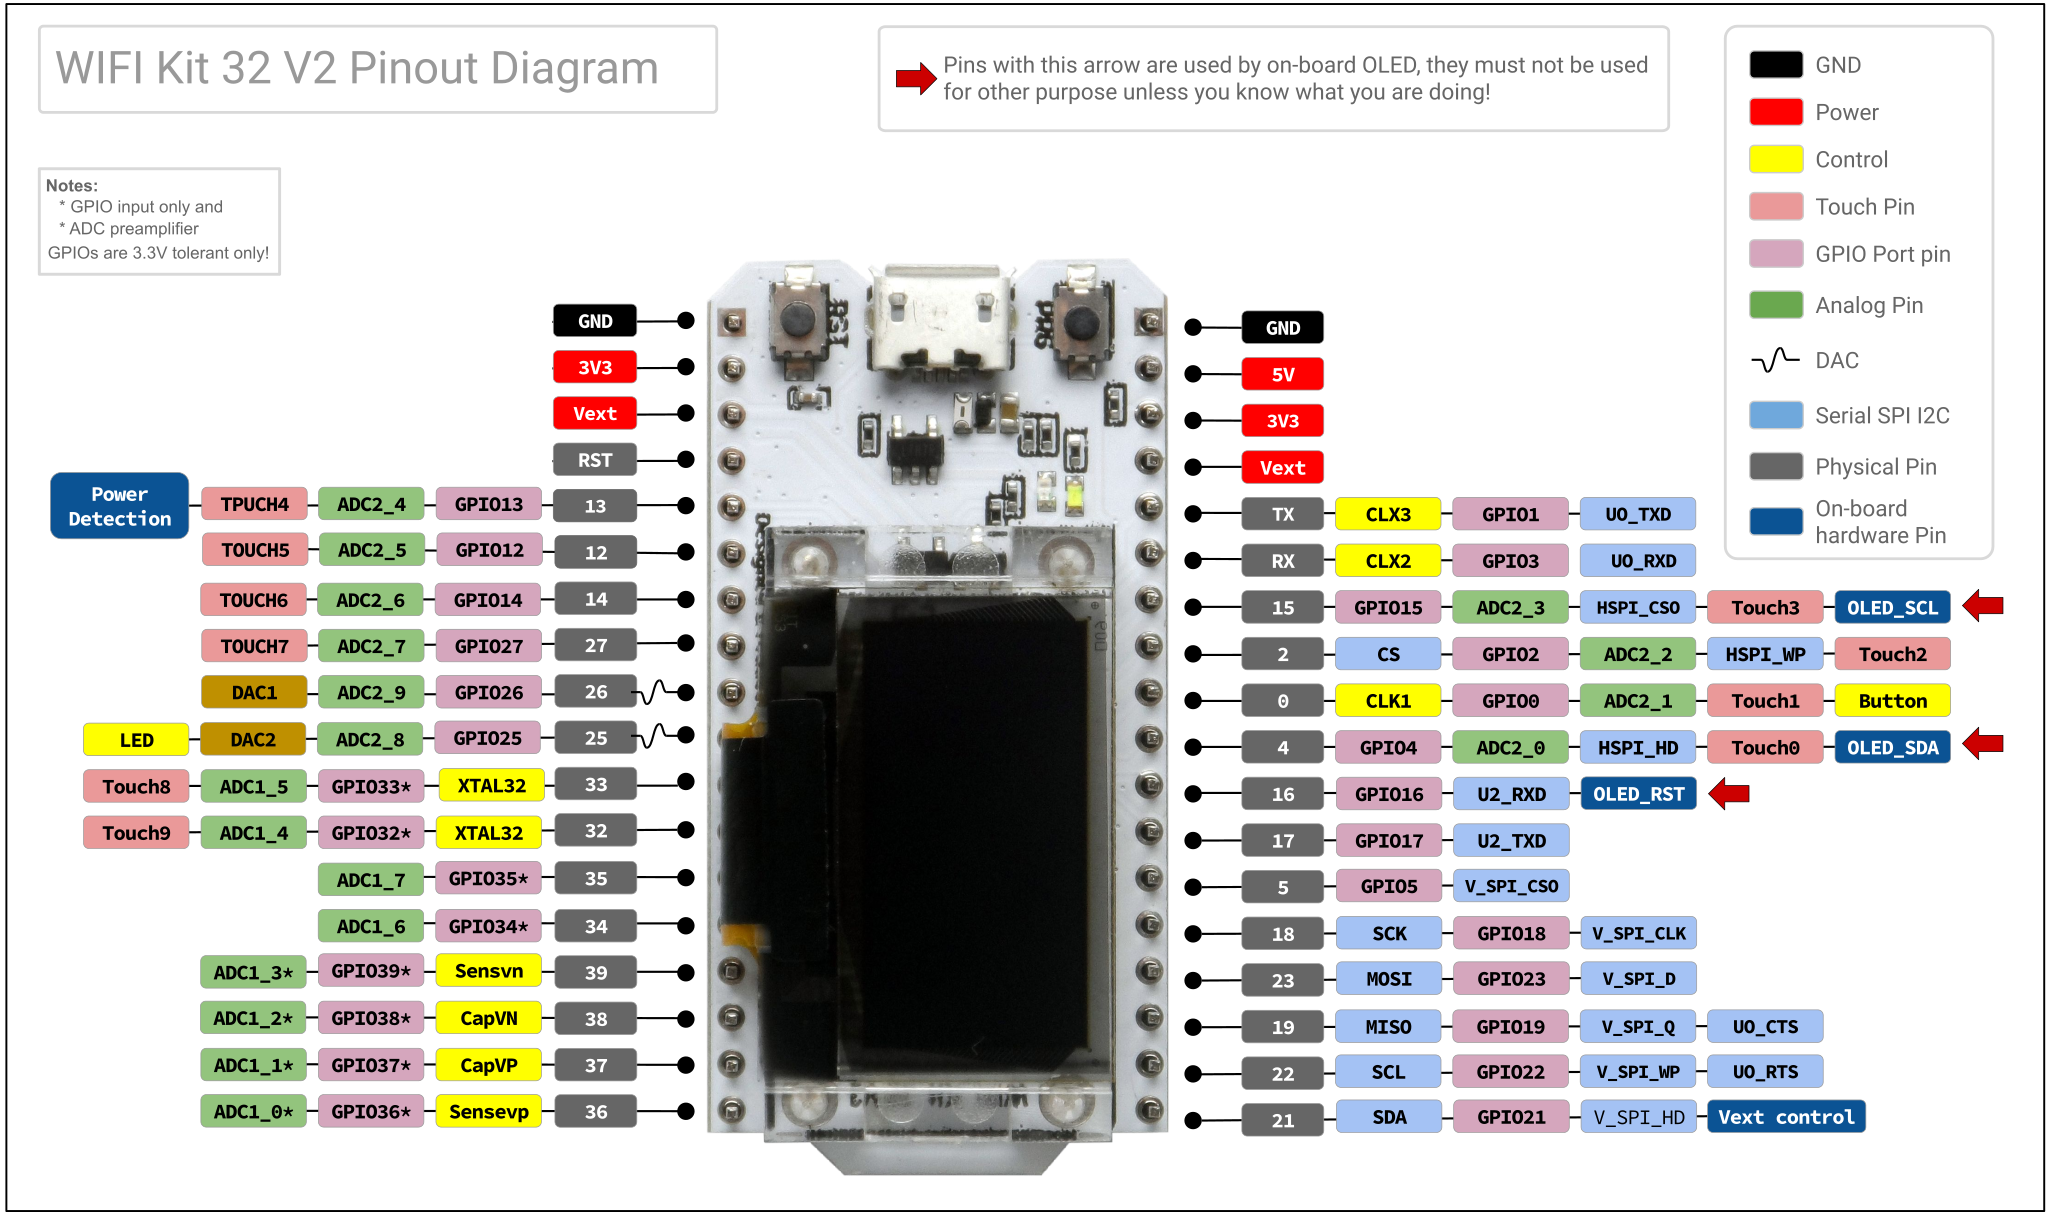 WIFI Kit 32 V2 Pinout Diagram
Pins with this arrow are used by on-board OLED, they must not be used
for other purpose unless you know what you are doing!
Notes:
* GPIO input only and
* ADC preamplifier
GPIOs are 3.3V tolerant only!
GND
Power
Control
Touch Pin
GPIO Port pin
Analog Pin
DAC
Serial SPI I2C
Physical Pin
On-board
hardware Pin
GND
3V3
Vext
RST
Power
Detection
TPUCH4 ADC2_4 GPIO13 13
TOUCH5 ADC2_5 GPIO12 12
TOUCH6 ADC2_6 GPIO14 14
TOUCH7 ADC2_7 GPIO27 27
DAC1 ADC2_9 GPIO26 26
LED DAC2 ADC2_8 GPIO25 25
Touch8 ADC1_5 GPIO33* XTAL32 33
Touch9 ADC1_4 GPIO32* XTAL32 32
ADC1_7 GPIO35* 35
ADC1_6 GPIO34* 34
ADC1_3* GPIO39* Sensvn 39
ADC1_2* GPIO38* CapVN 38
ADC1_1* GPIO37* CapVP 37
ADC1_0* GPIO36* Sensevp 36
PRG
GND
5V
3V3
Vext
TX CLX3 GPIO1 UO_TXD
RX CLX2 GPIO3 UO_RXD
15 GPIO15 ADC2_3 HSPI_CSO Touch3 OLED_SCL
2 CS GPIO2 ADC2_2 HSPI_WP Touch2
0 CLK1 GPIO0 ADC2_1 Touch1 Button
4 GPIO4 ADC2_0 HSPI_HD Touch0 OLED_SDA
16 GPIO16 U2_RXD OLED_RST
17 GPIO17 U2_TXD
5 GPIO5 V_SPI_CSO
18 SCK GPIO18 V_SPI_CLK
23 MOSI GPIO23 V_SPI_D
19 MISO GPIO19 V_SPI_Q UO_CTS
22 SCL GPIO22 V_SPI_WP UO_RTS
21 SDA GPIO21 V_SPI_HD Vext control